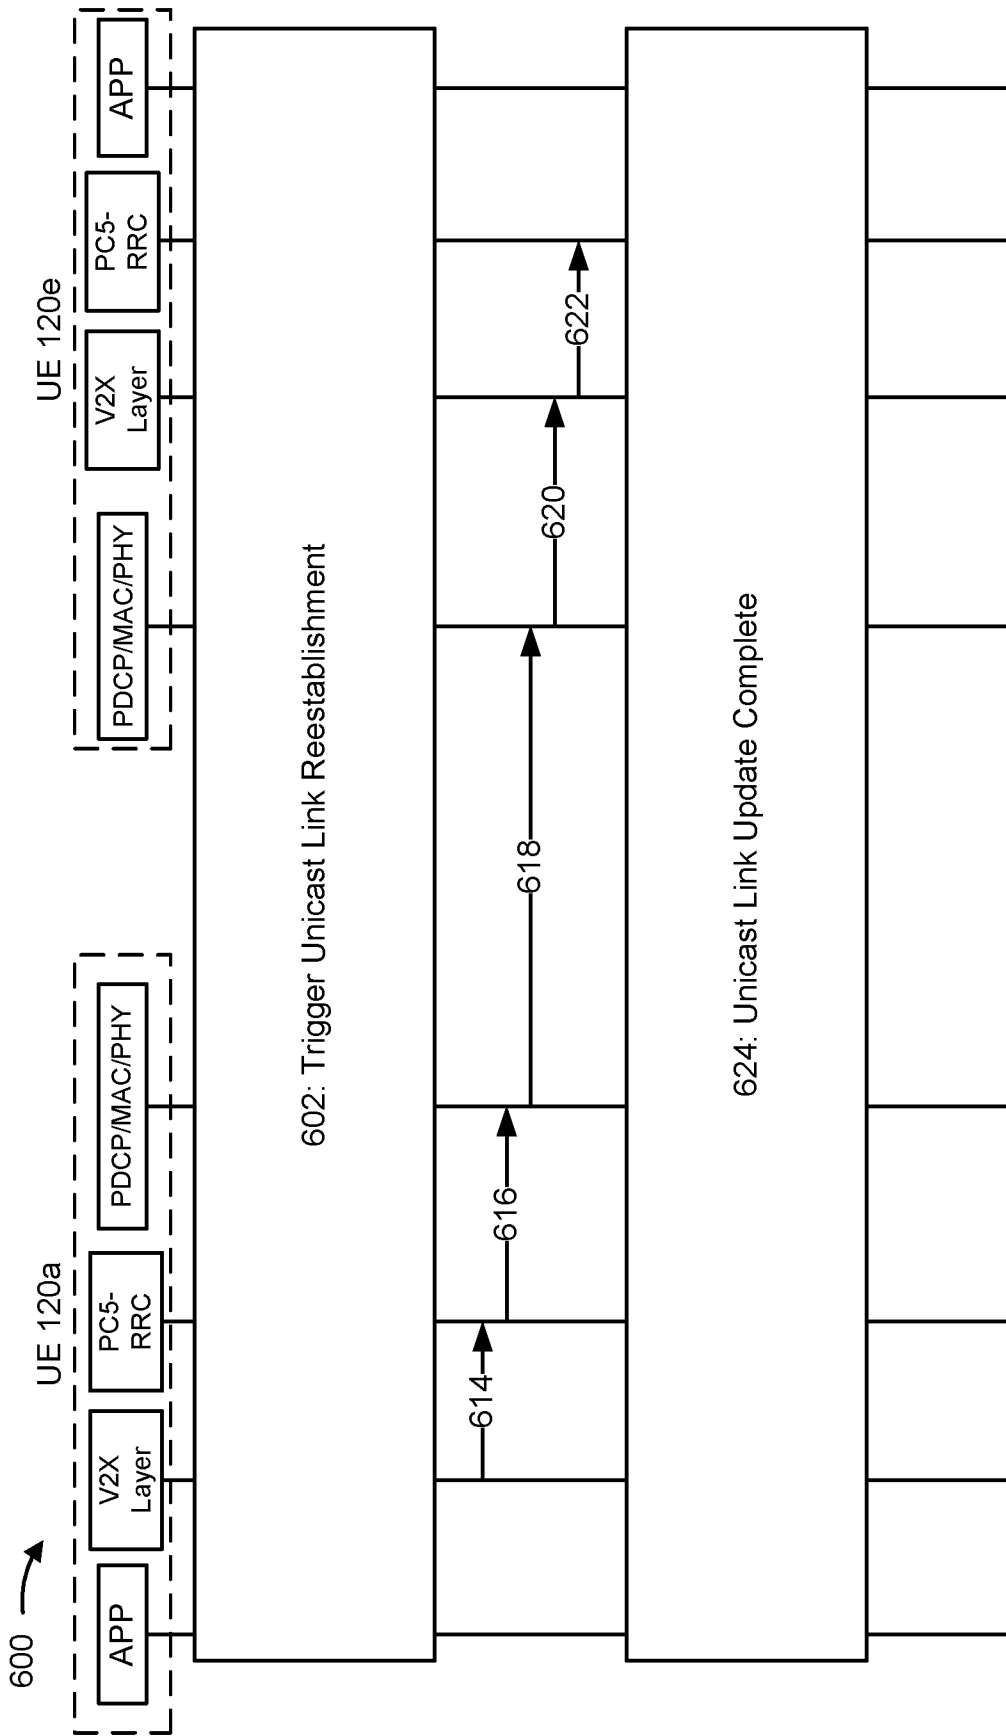 600
UE 120a
UE 120e
APP
V2X
Layer
PC5-
RRC
PDCP/MAC/PHY
PDCP/MAC/PHY
V2X
Layer
PC5-
RRC
APP
602: Trigger Unicast Link Reestablishment
614
616
618
620
622
624: Unicast Link Update Complete